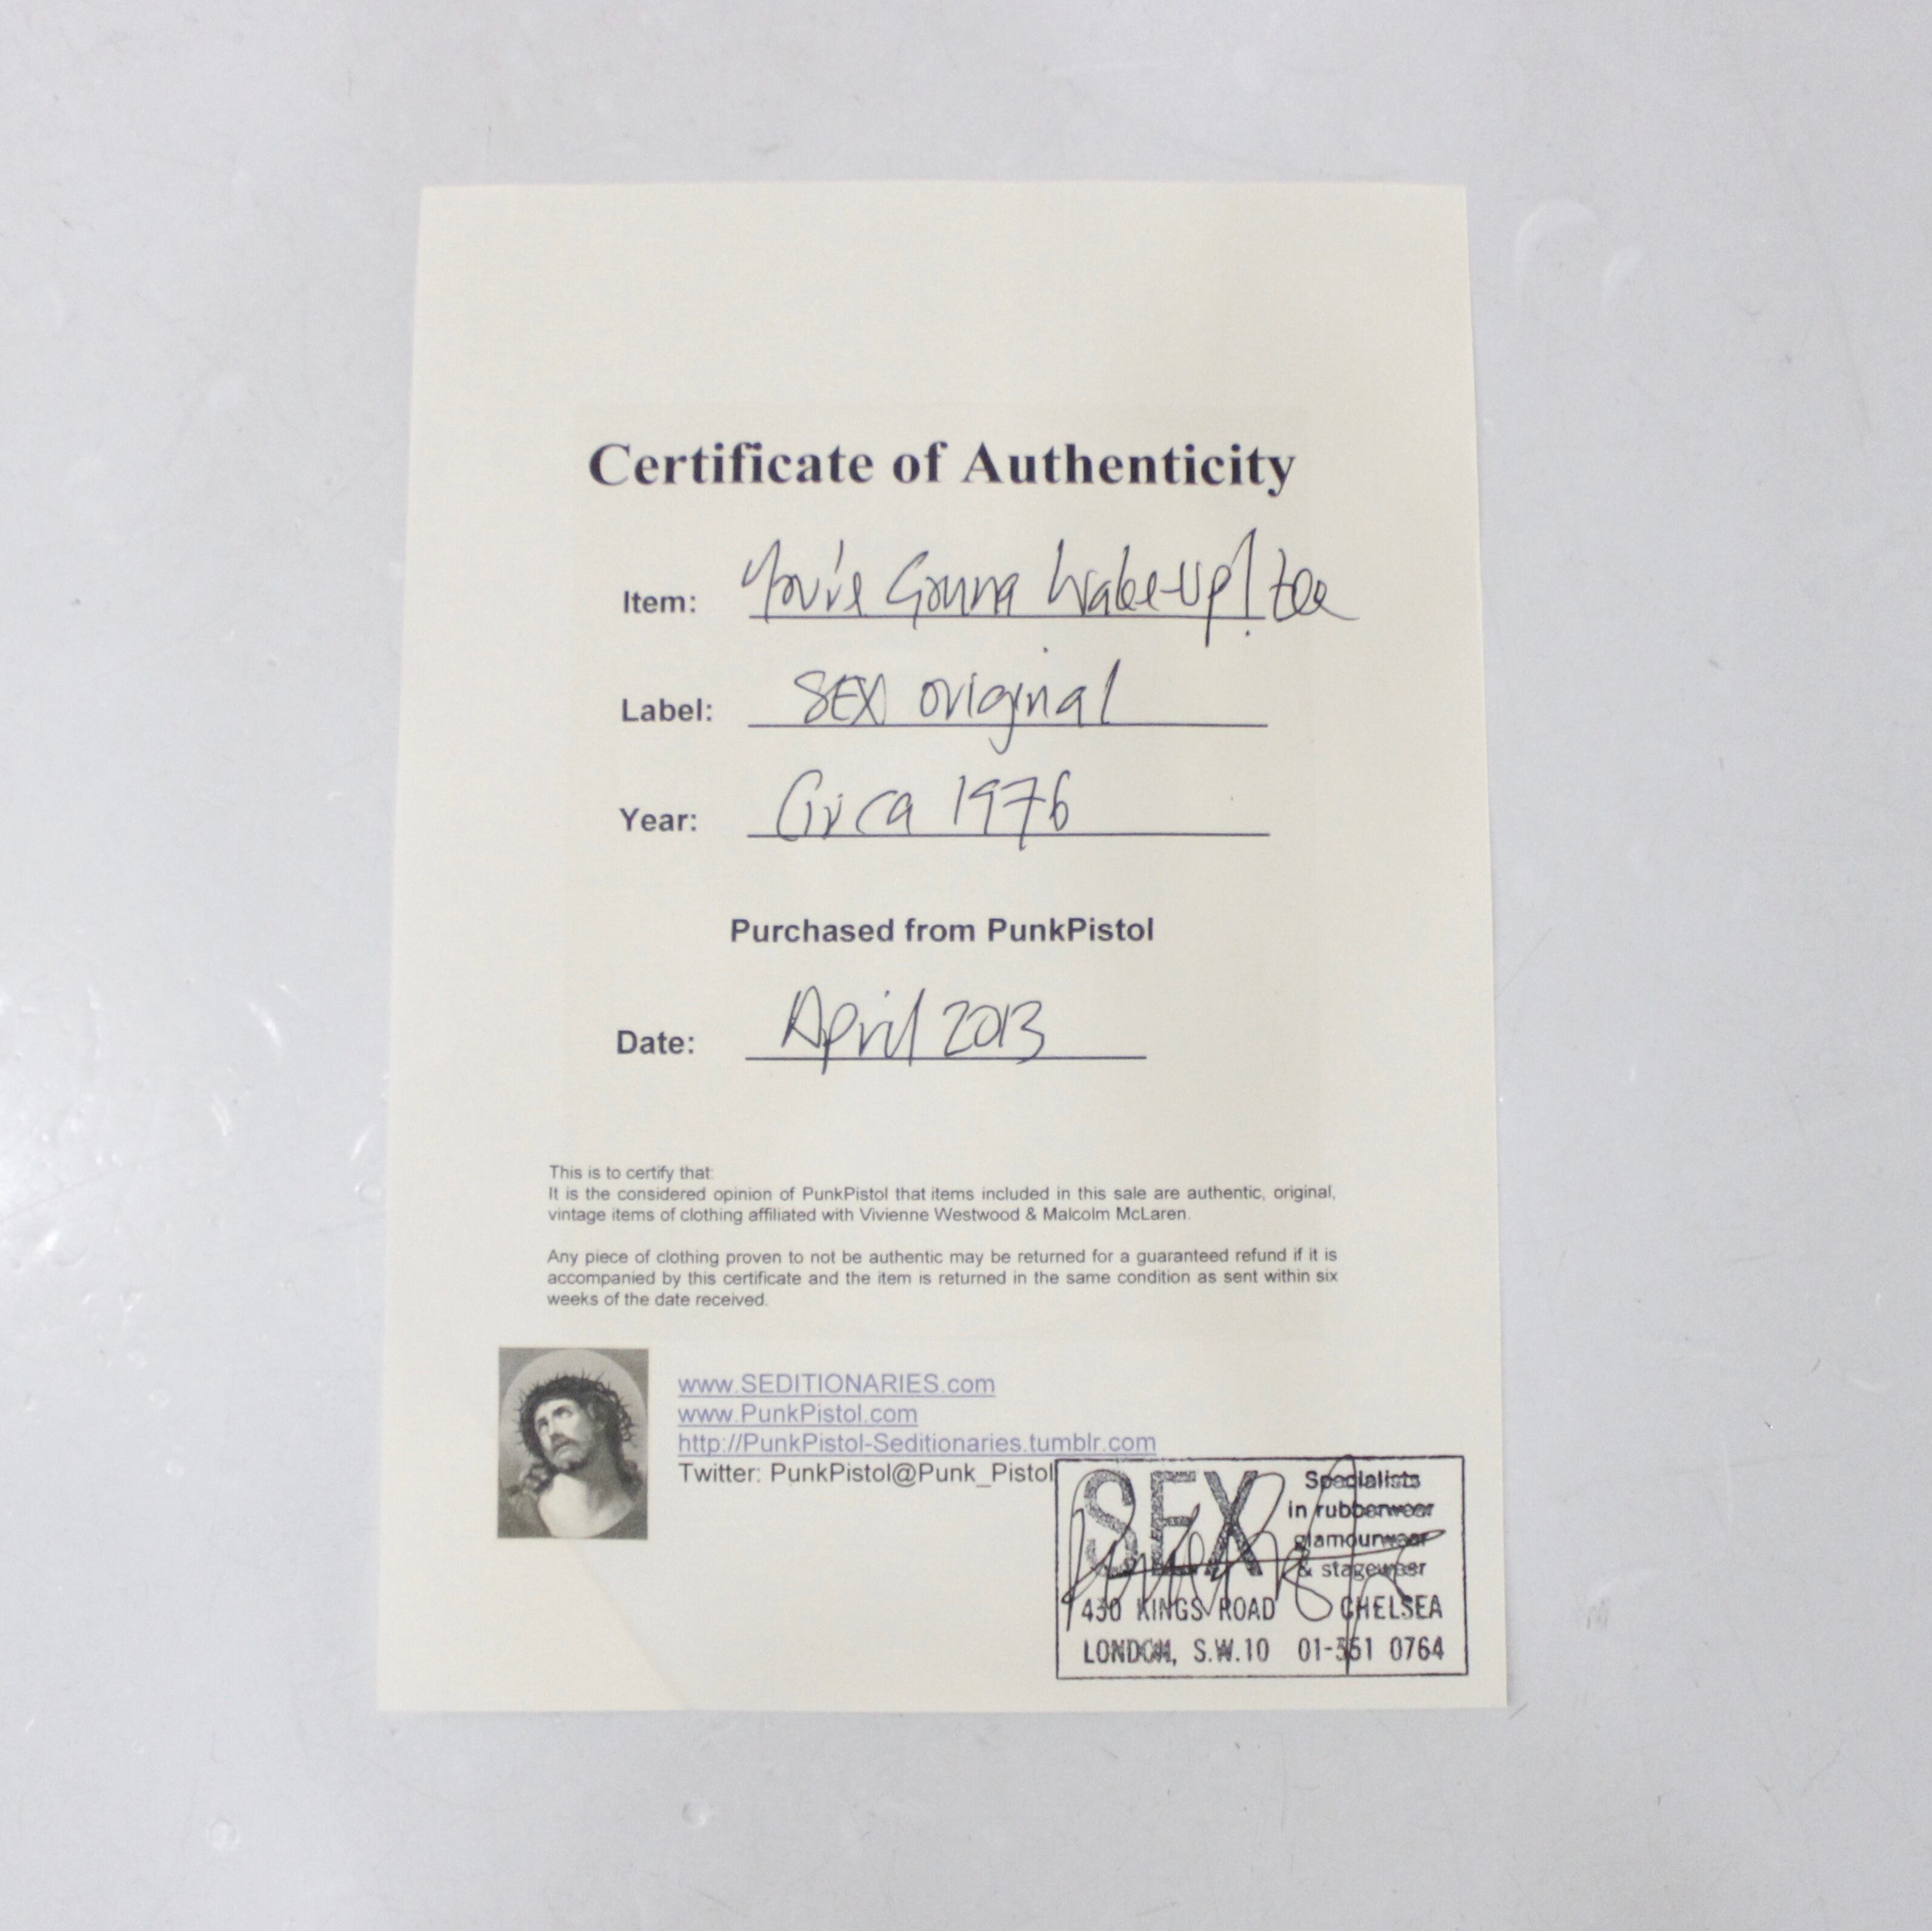 Certificate of Authenticity
Item: You're Gonna Wake-up! tee
Label: SEX original
Year: Circa 1976
Purchased from PunkPistol
Date: April 2013
This is to certify that:
It is the considered opinion of PunkPistol that items included in this sale are authentic, original,
vintage items of clothing affiliated with Vivienne Westwood & Malcolm McLaren.
Any piece of clothing proven to not be authentic may be returned for a guaranteed refund if it is
accompanied by this certificate and the item is returned in the same condition as sent within six
weeks of the date received.
www.SEDITIONARIES.com
www.PunkPistol.com
http://PunkPistol-Seditionaries.tumblr.com
Twitter: PunkPistol@Punk_Pistol
SEX
Specialists
in rubberwear
glamourwear
& stagewear
430 KINGS ROAD CHELSEA
LONDON, S.W.10 01-351 0764